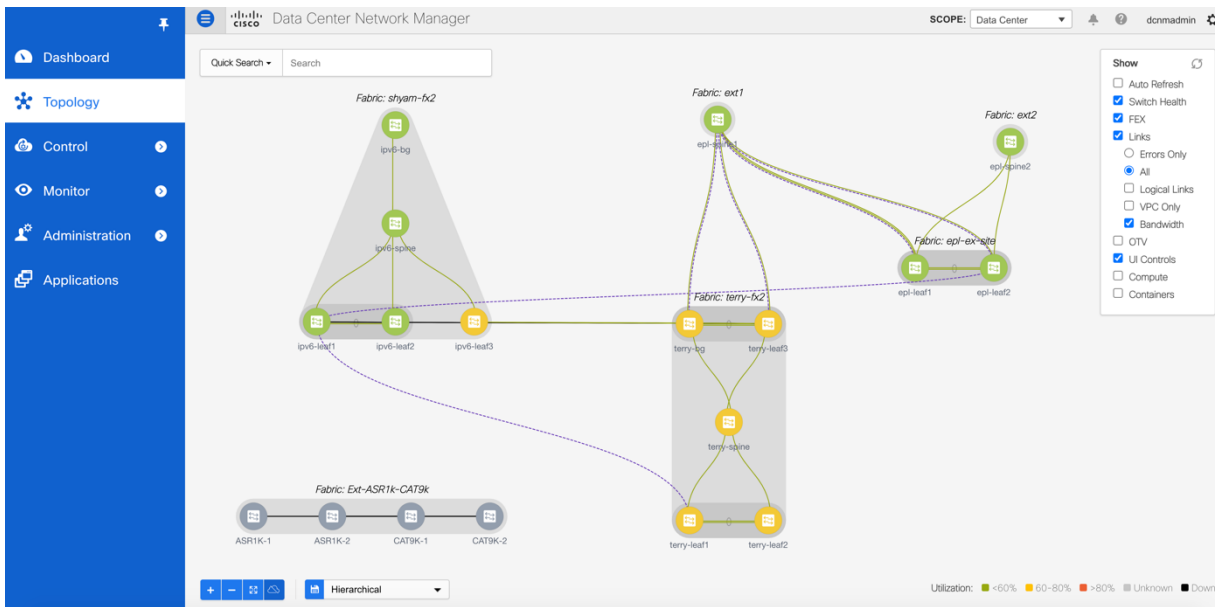 cisco Data Center Network Manager
SCOPE: Data Center
dcnmadmin
Dashboard
Topology
Control
Monitor
Administration
Applications
Quick Search
Search
Show
Auto Refresh
Switch Health
FEX
Links
Errors Only
All
Logical Links
VPC Only
Bandwidth
OTV
UI Controls
Compute
Containers
Fabric: shyam-fx2
ipv6-bg
ipv6-spine
ipv6-leaf1
ipv6-leaf2
ipv6-leaf3
Fabric: ext1
epl-spine1
Fabric: ext2
epl-spine2
Fabric: epl-ex-site
epl-leaf1
epl-leaf2
Fabric: terry-fx2
terry-bg
terry-leaf3
terry-spine
terry-leaf1
terry-leaf2
Fabric: Ext-ASR1k-CAT9k
ASR1K-1
ASR1K-2
CAT9K-1
CAT9K-2
+ −
Hierarchical
Utilization: <60% 60-80% >80% Unknown Down